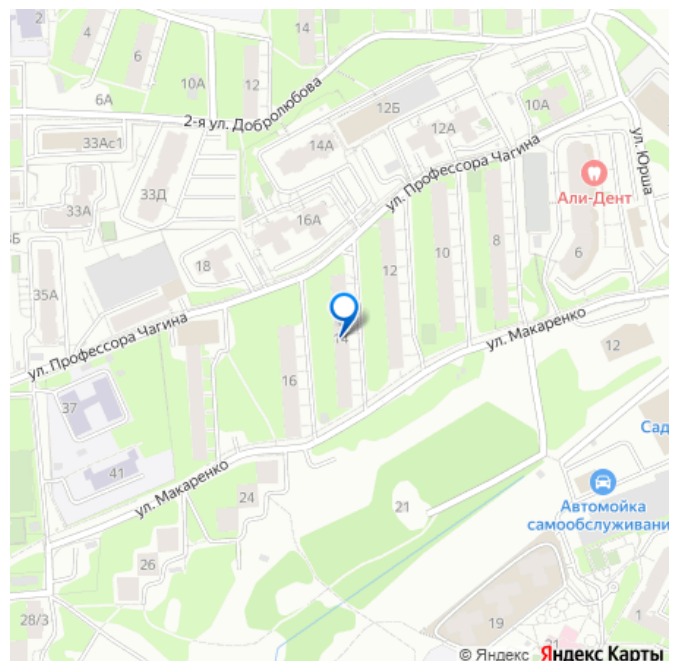 2
4
6
14
10А
12
6А
2-я ул. Добролюбова
12Б
10А
33Ас1
14А
12А
ул. Юрша
ул. Профессора Чагина
33Д
Али-Дент
33А
16А
Б
18
12
10
8
6
35А
ул. Профессора Чагина
14
ул. Макаренко
12
16
37
Сад
41
ул. Макаренко
24
21
Автомойка
самообслуживани
26
28/3
19
21
1
© Яндекс Яндекс Карты